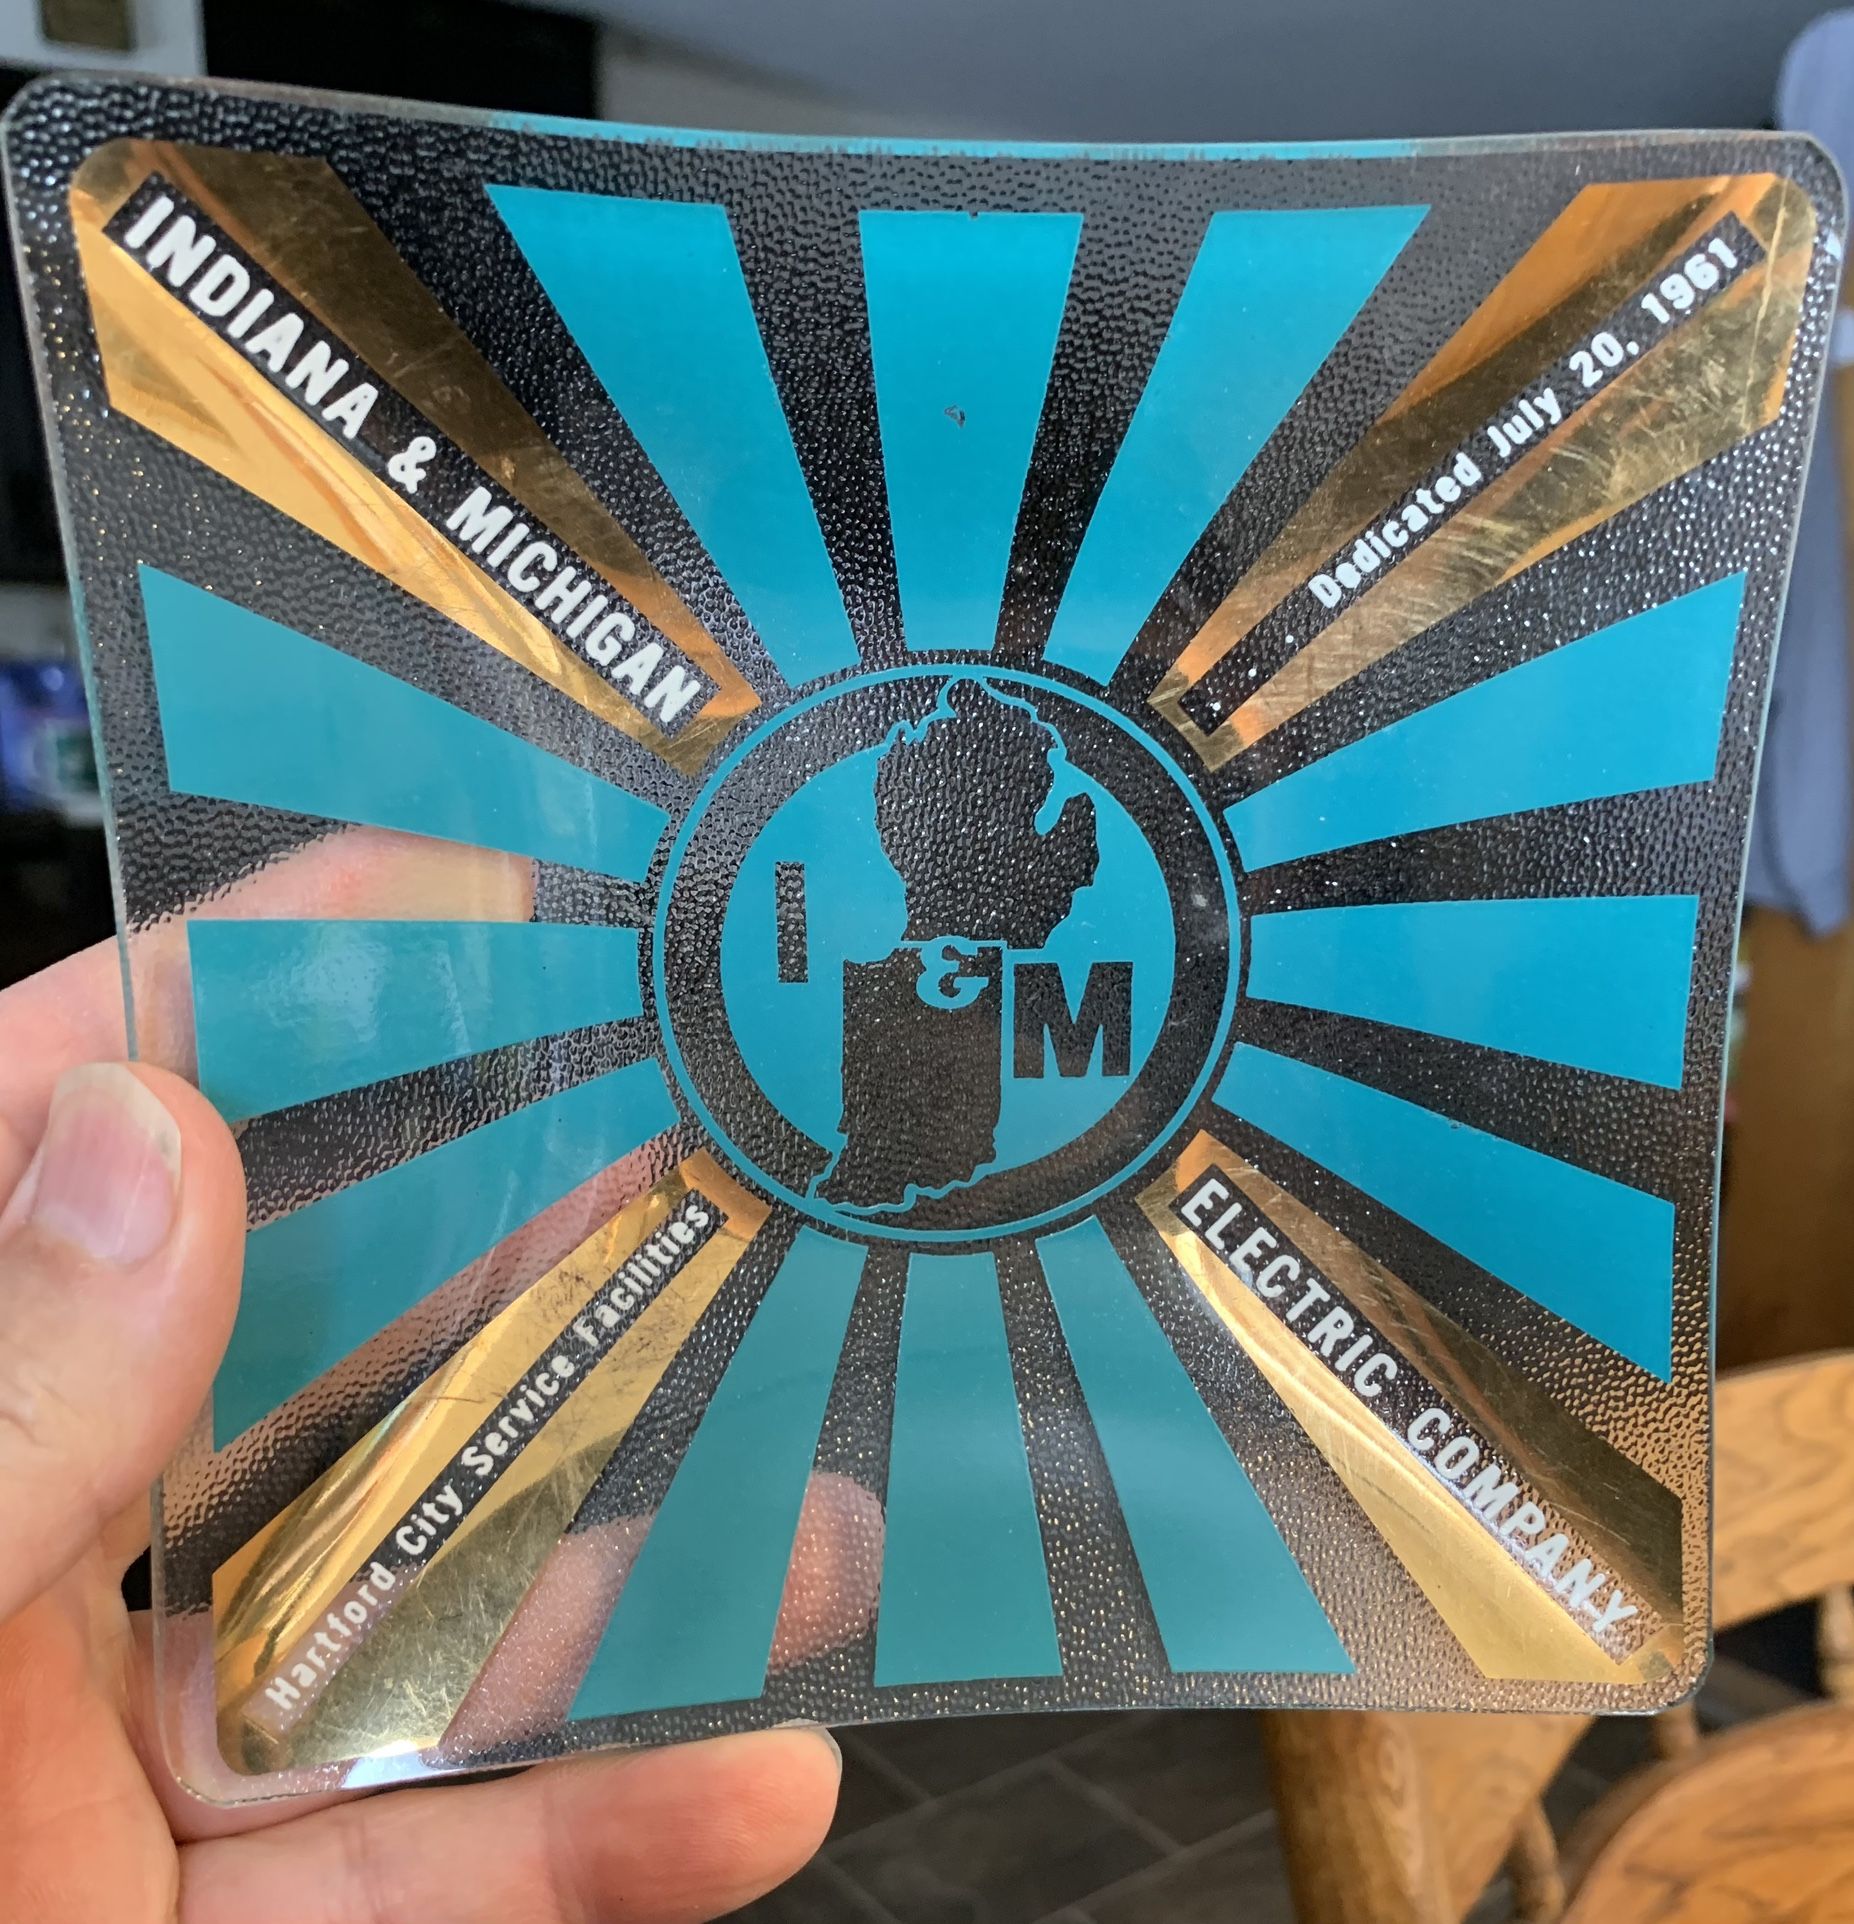 INDIANA & MICHIGAN
ELECTRIC COMPANY
Dedicated July 20, 1961
I & M
Hartford City Service Facilities